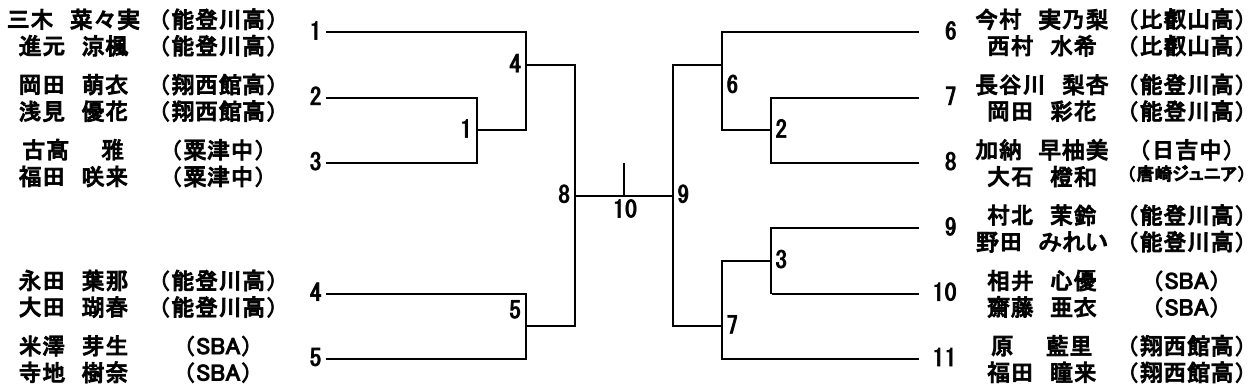 三木 菜々実 (能登川高)
進元 涼楓 (能登川高)
1
岡田 萌衣 (翔西館高)
浅見 優花 (翔西館高)
2
古髙 雅 (粟津中)
福田 咲来 (粟津中)
3
永田 葉那 (能登川高)
大田 瑚春 (能登川高)
4
米澤 芽生 (SBA)
寺地 樹奈 (SBA)
5
4
1
8
5
10
9
6
2
3
7
6
今村 実乃梨 (比叡山高)
西村 水希 (比叡山高)
7
長谷川 梨杏 (能登川高)
岡田 彩花 (能登川高)
8
加納 早柚美 (日吉中)
大石 橙和 (唐崎ジュニア)
9
村北 茉鈴 (能登川高)
野田 みれい (能登川高)
10
相井 心優 (SBA)
齋藤 亜衣 (SBA)
11
原 藍里 (翔西館高)
福田 瞳来 (翔西館高)